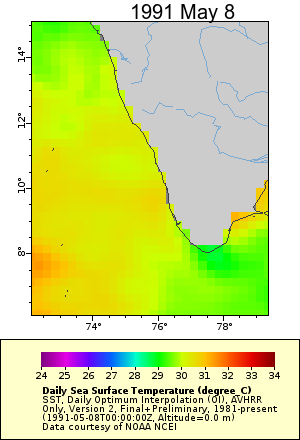 1991 May 8
14°
12°
10°
8°
74°
76°
78°
24 25 26 27 28 29 30 31 32 33 34
Daily Sea Surface Temperature (degree_C)
SST, Daily Optimum Interpolation (OI), AVHRR
Only, Version 2, Final+Preliminary, 1981-present
(1991-05-08T00:00:00Z, Altitude=0.0 m)
Data courtesy of NOAA NCEI